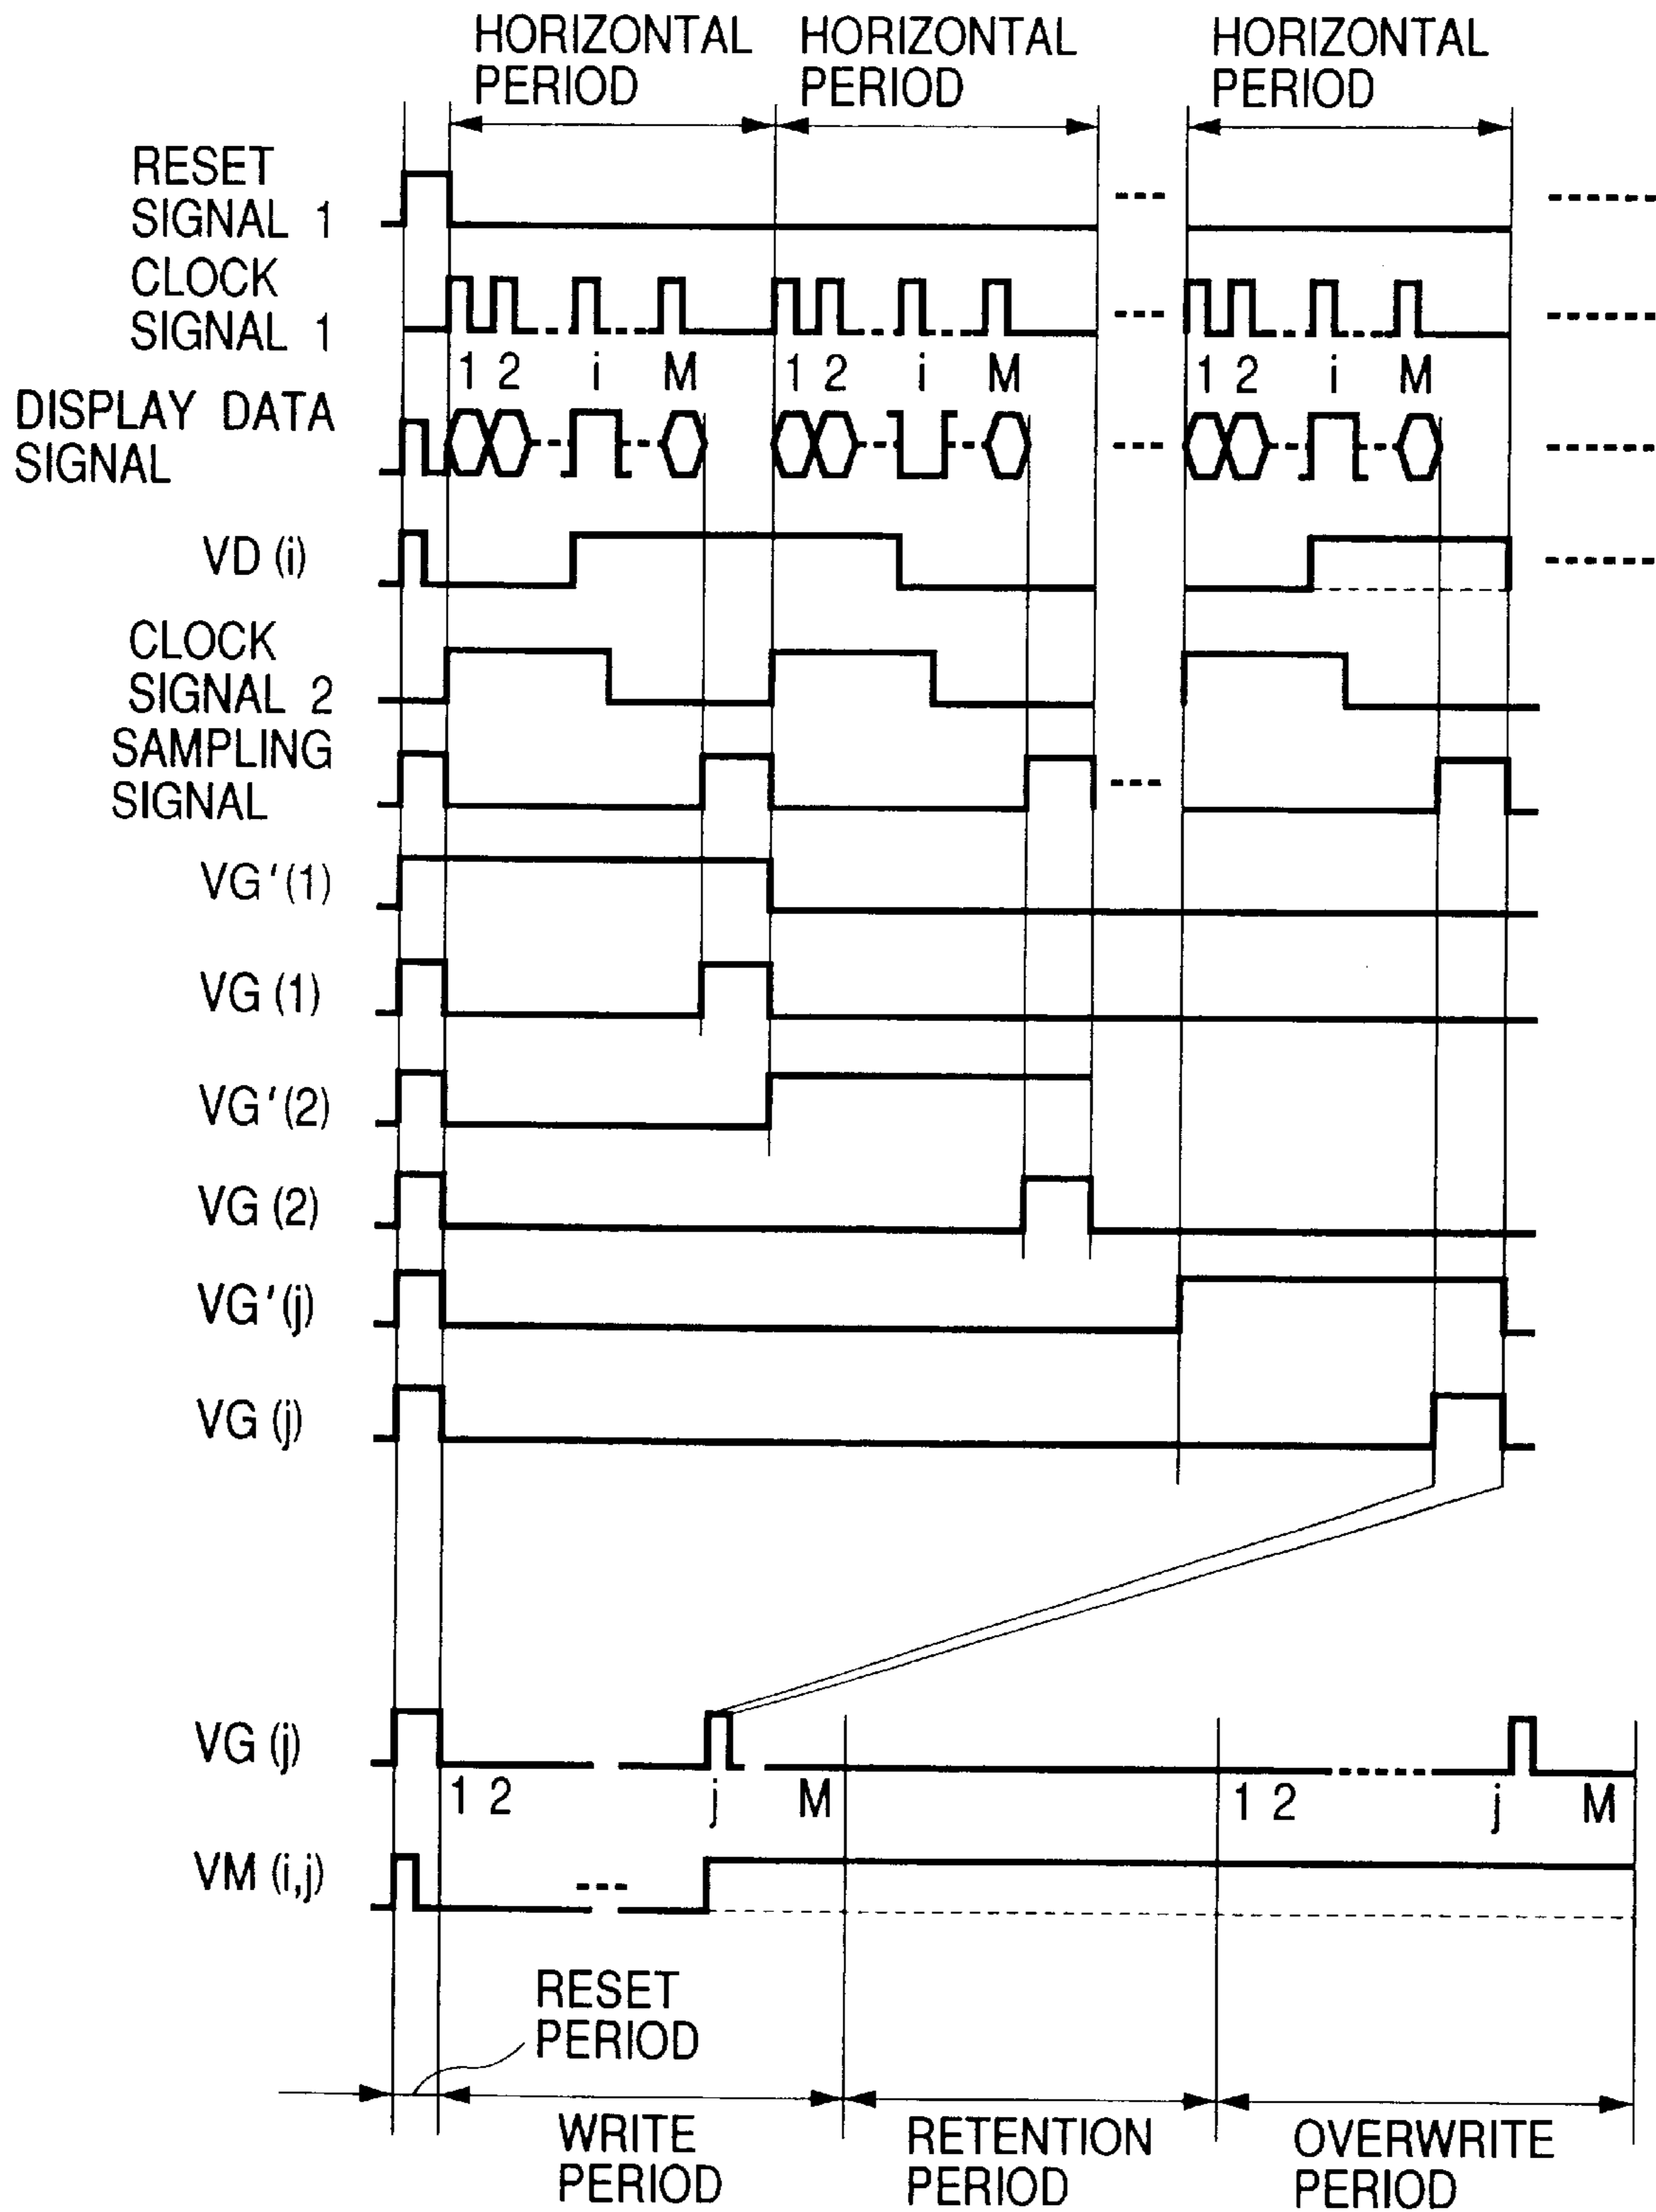 HORIZONTAL PERIOD
HORIZONTAL PERIOD
HORIZONTAL PERIOD
RESET
SIGNAL 1
CLOCK
SIGNAL 1
1 2 i M 1 2 i M 1 2 i M
DISPLAY DATA
SIGNAL
VD (i)
CLOCK
SIGNAL 2
SAMPLING
SIGNAL
VG'(1)
VG (1)
VG'(2)
VG (2)
VG'(j)
VG (j)
VG (j)
1 2 j M 1 2 j M
VM (i,j)
RESET
PERIOD
WRITE
PERIOD
RETENTION
PERIOD
OVERWRITE
PERIOD